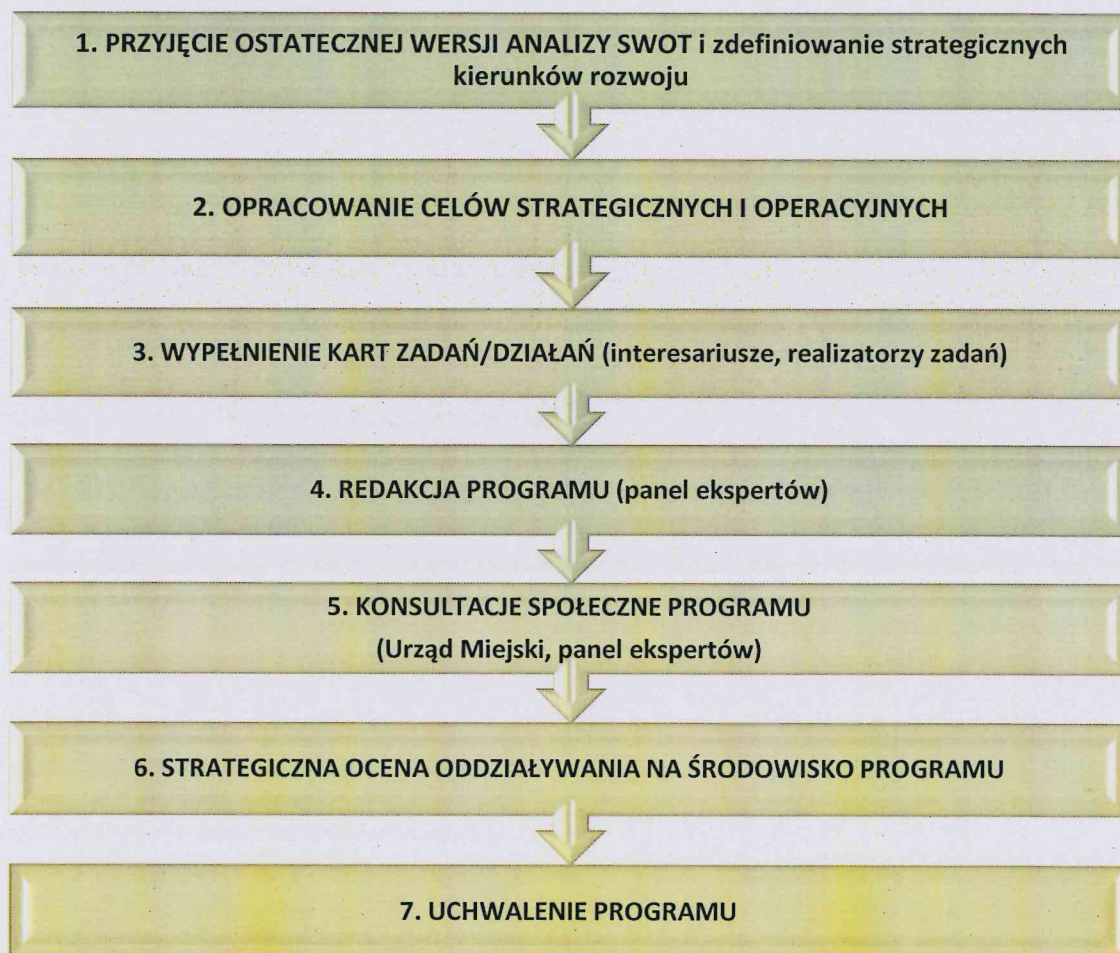 1. PRZYJĘCIE OSTATECZNEJ WERSJI ANALIZY SWOT i zdefiniowanie strategicznych
kierunków rozwoju
2. OPRACOWANIE CELÓW STRATEGICZNYCH I OPERACYJNYCH
3. WYPEŁNIENIE KART ZADAŃ/DZIAŁAŃ (interesariusze, realizatorzy zadań)
4. REDAKCJA PROGRAMU (panel ekspertów)
5. KONSULTACJE SPOŁECZNE PROGRAMU
(Urząd Miejski, panel ekspertów)
6. STRATEGICZNA OCENA ODDZIAŁYWANIA NA ŚRODOWISKO PROGRAMU
7. UCHWALENIE PROGRAMU